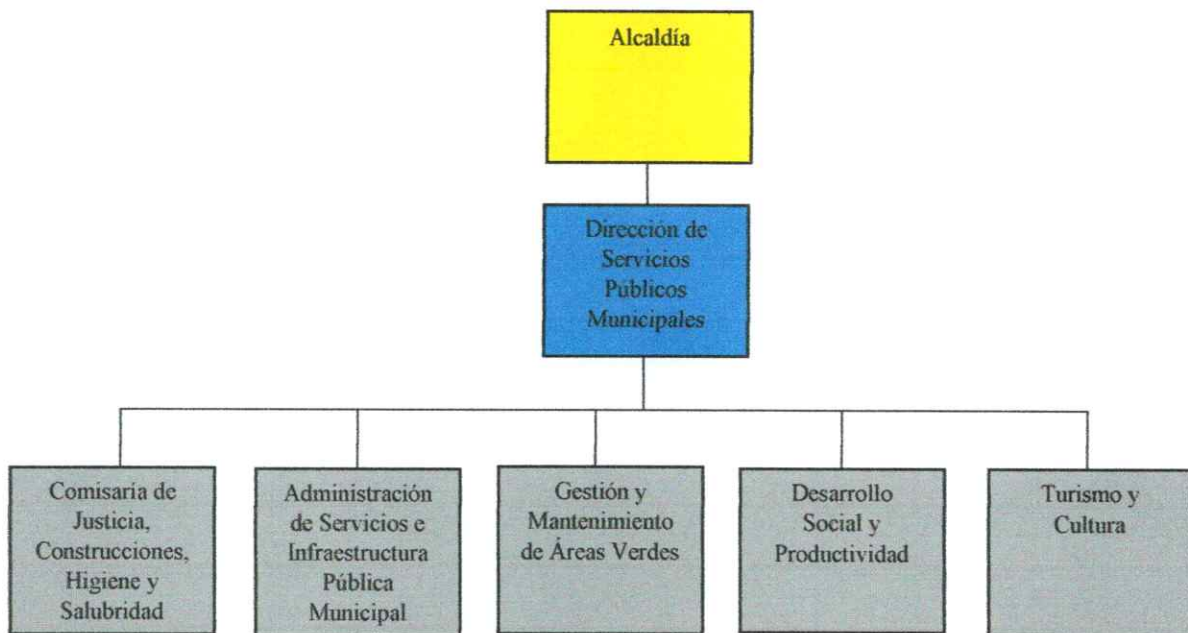 Alcaldía
Dirección de
Servicios
Públicos
Municipales
Comisaría de
Justicia,
Construcciones,
Higiene y
Salubridad
Administración
de Servicios e
Infraestructura
Pública
Municipal
Gestión y
Mantenimiento
de Áreas Verdes
Desarrollo
Social y
Productividad
Turismo y
Cultura